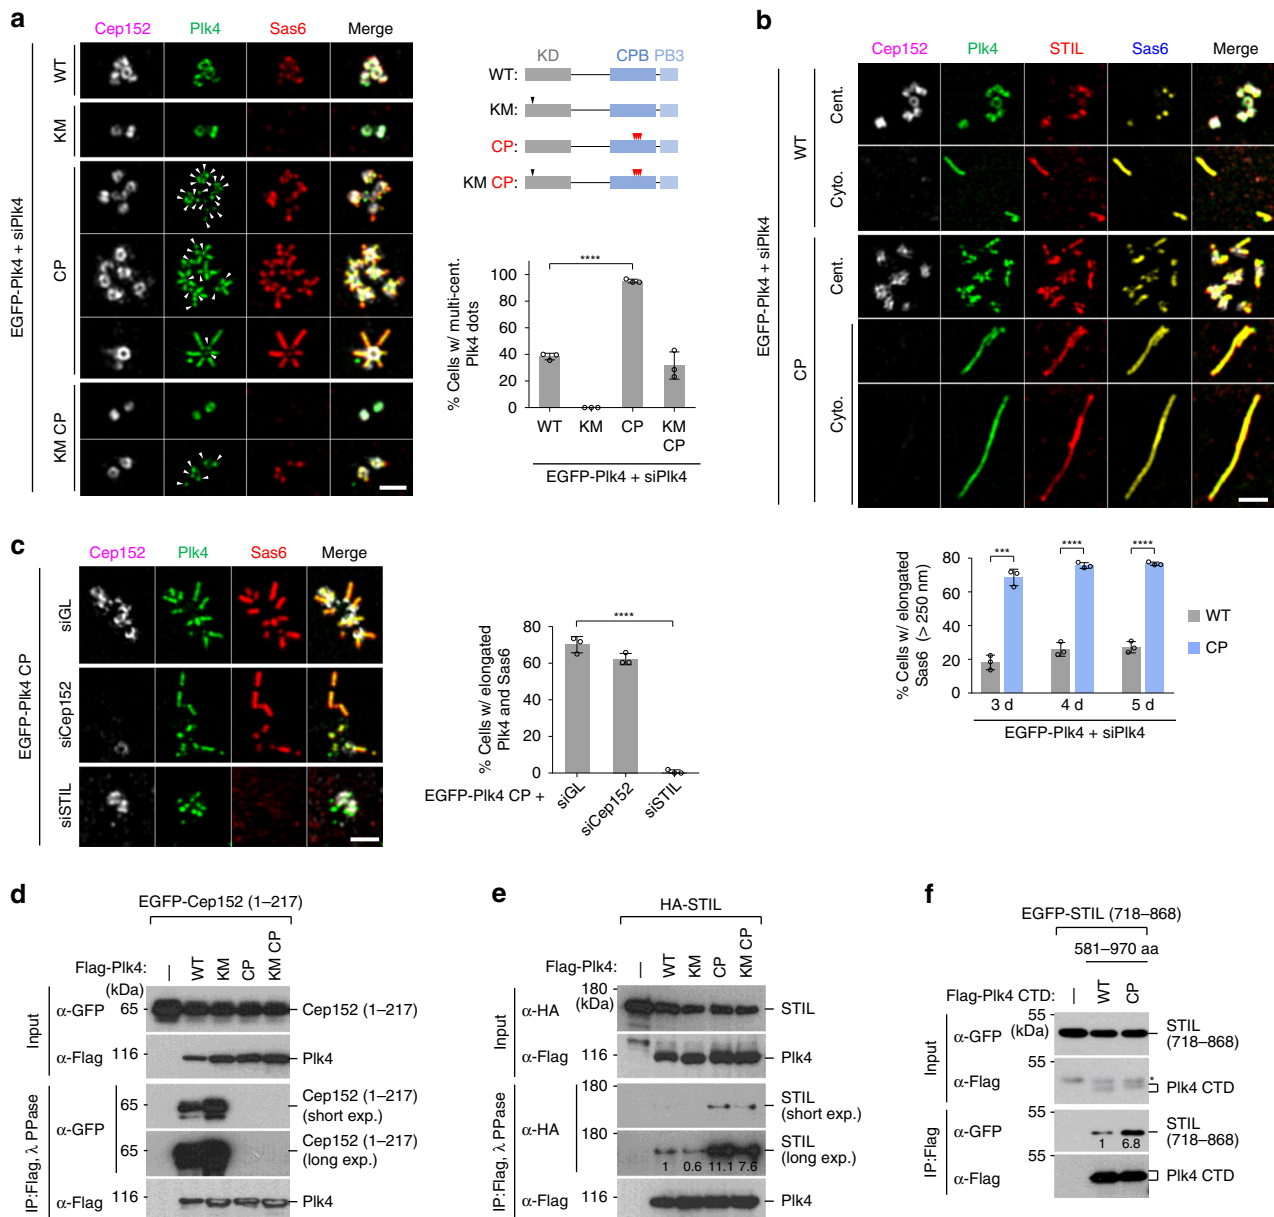 a
Cep152 Plk4 Sas6 Merge
EGFP-Plk4 + siPlk4
WT
KM
CP
KM CP
KD CPB PB3
WT:
KM:
CP:
KM CP:
% Cells w/ multi-cent.
Plk4 dots
100
80
60
40
20
0
****
WT KM CP KM
CP
EGFP-Plk4 + siPlk4
b
Cep152 Plk4 STIL Sas6 Merge
EGFP-Plk4 + siPlk4
WT
CP
Cent.
Cyto.
Cent.
Cyto.
% Cells w/ elongated
Sas6 (> 250 nm)
80
60
40
20
0
*** **** ****
3 d 4 d 5 d
EGFP-Plk4 + siPlk4
WT
CP
c
Cep152 Plk4 Sas6 Merge
EGFP-Plk4 CP
siGL
siCep152
siSTIL
% Cells w/ elongated
Plk4 and Sas6
80
60
40
20
0
****
EGFP-Plk4 CP +
siGL
siCep152
siSTIL
d
EGFP-Cep152 (1–217)
Flag-Plk4: – WT KM CP KM CP
(kDa)
Input
α-GFP 65 Cep152 (1–217)
α-Flag 116 Plk4
IP:Flag, λ PPase
α-GFP
65 Cep152 (1–217)
(short exp.)
65 Cep152 (1–217)
(long exp.)
α-Flag 116 Plk4
e
HA-STIL
Flag-Plk4: – WT KM CP KM CP
180
(kDa)
Input
α-HA STIL
α-Flag 116 Plk4
IP:Flag, λ PPase
α-HA
180 STIL
(short exp.)
180 STIL
(long exp.)
1 0.6 11.1 7.6
α-Flag 116 Plk4
f
EGFP-STIL (718–868)
581–970 aa
Flag-Plk4 CTD: – WT CP
55
(kDa)
Input
α-GFP STIL
(718–868)
55
α-Flag *
Plk4 CTD
IP:Flag
55
α-GFP STIL
(718–868)
1 6.8
55
α-Flag Plk4 CTD